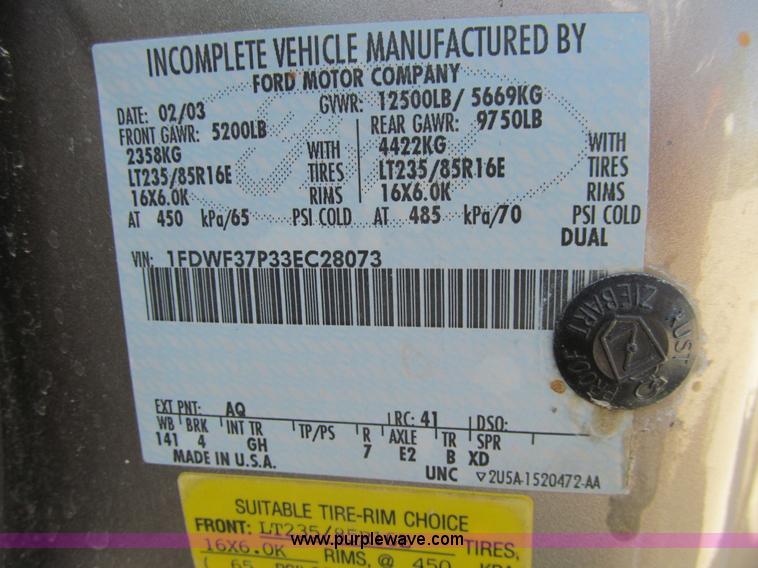 INCOMPLETE VEHICLE MANUFACTURED BY
FORD MOTOR COMPANY
DATE: 02/03 GVWR: 12500LB/ 5669KG
FRONT GAWR: 5200LB REAR GAWR: 9750LB
2358KG WITH 4422KG WITH
LT235/85R16E TIRES LT235/85R16E TIRES
16X6.0K RIMS 16X6.0K RIMS
AT 450 kPa/65 PSI COLD AT 485 kPa/70 PSI COLD
DUAL
VIN: 1FDWF37P33EC28073
ZIEBART RUST PROOF
EXT PNT: AQ RC: 41 DSO:
WB BRK INT TR TP/PS R AXLE TR SPR
141 4 GH 7 E2 B XD
MADE IN U.S.A. UNC ▽2U5A-1520472-AA
SUITABLE TIRE-RIM CHOICE
FRONT: LT235/85 TIRES,
www.purplewave.com
16X6.0K RIMS, @ 450 KPA
( 65